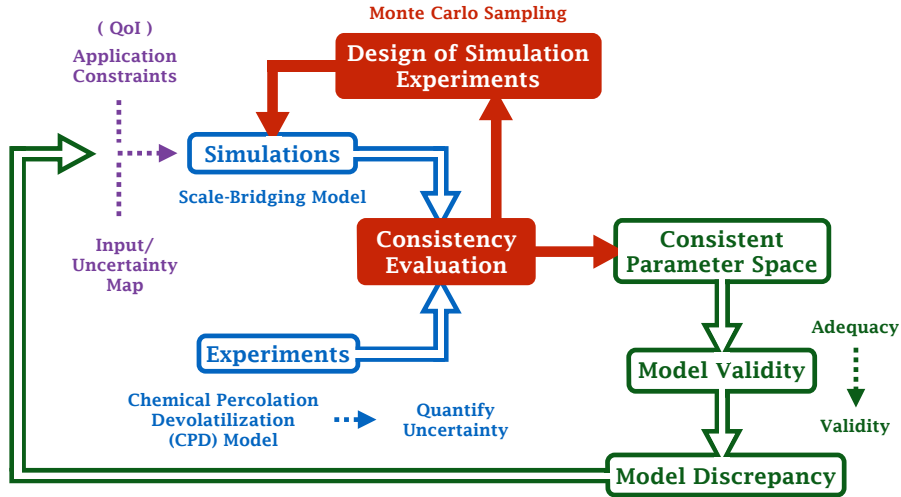 Monte Carlo Sampling
( QoI )
Application
Constraints
Design of Simulation
Experiments
Simulations
Scale-Bridging Model
Input/
Uncertainty
Map
Consistency
Evaluation
Consistent
Parameter Space
Experiments
Chemical Percolation
Devolatilization
(CPD) Model
Quantify
Uncertainty
Adequacy
Model Validity
Validity
Model Discrepancy